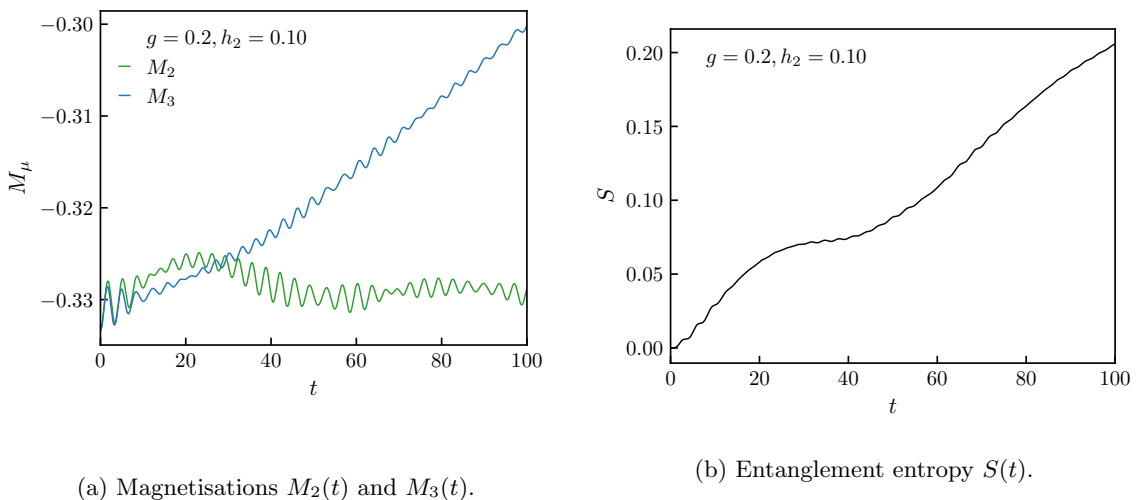 −0.30
−0.31
−0.32
−0.33
M_μ
g = 0.2, h_2 = 0.10
M_2
M_3
0 20 40 60 80 100
t
(a) Magnetisations M_2(t) and M_3(t).
0.20
0.15
0.10
0.05
0.00
S
g = 0.2, h_2 = 0.10
0 20 40 60 80 100
t
(b) Entanglement entropy S(t).